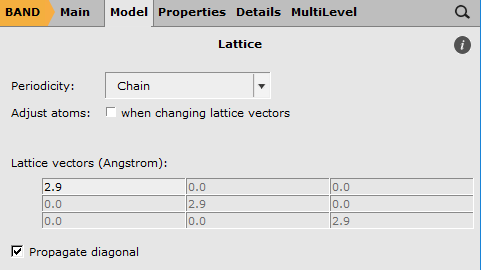 BAND Main Model Properties Details MultiLevel
Lattice
Periodicity: Chain
Adjust atoms: when changing lattice vectors
Lattice vectors (Angstrom):
2.9 0.0 0.0
0.0 2.9 0.0
0.0 0.0 2.9
Propagate diagonal